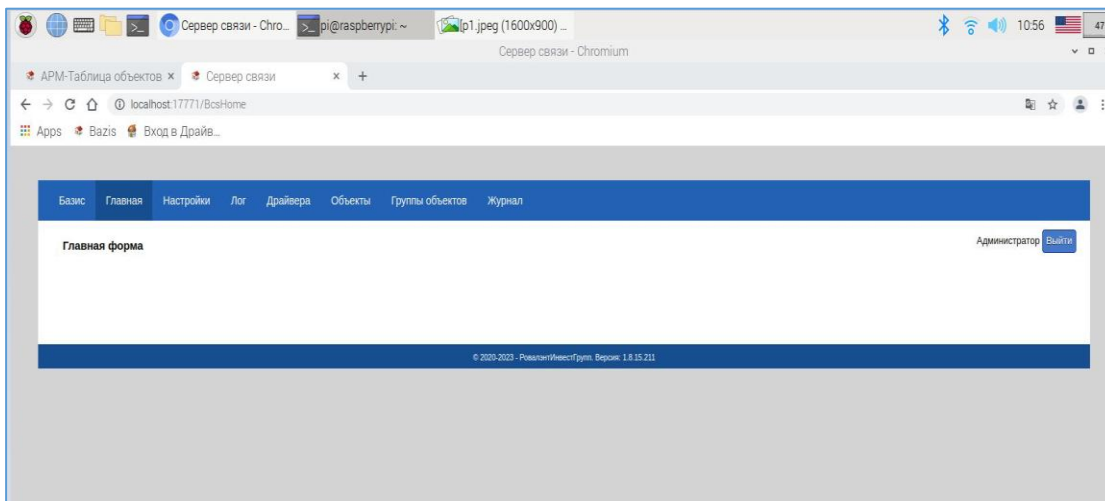 Сервер связи - Chro... pi@raspberrypi: ~ [p1.jpeg (1600x900) ... 10:56 47
Сервер связи - Chromium
АРМ-Таблица объектов × Сервер связи × +
localhost:17771/BcsHome
Apps Bazis Вход в Драйв...
Базис Главная Настройки Лог Драйвера Объекты Группы объектов Журнал
Главная форма Администратор Выйти
© 2020-2023 - РовалэнтИнвестГрупп. Версия: 1.8.15.211